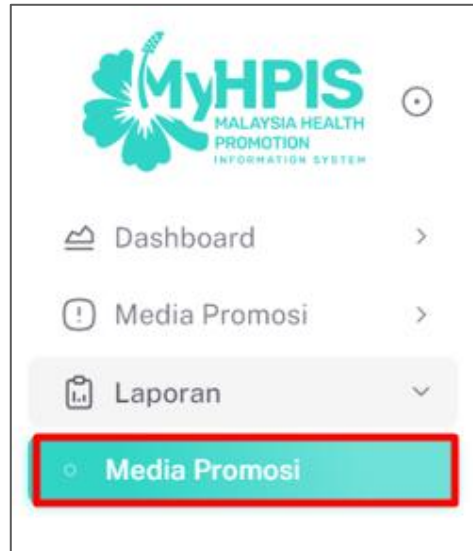 MyHPIS
MALAYSIA HEALTH
PROMOTION
INFORMATION SYSTEM
Dashboard
Media Promosi
Laporan
Media Promosi